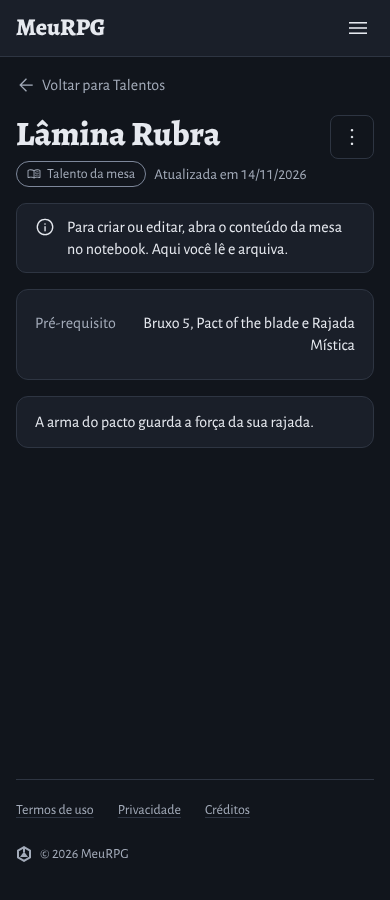 MeuRPG
Voltar para Talentos
Lâmina Rubra
Talento da mesa
Atualizada em 14/11/2026
Para criar ou editar, abra o conteúdo da mesa
no notebook. Aqui você lê e arquiva.
Pré-requisito
Bruxo 5, Pact of the blade e Rajada
Mística
A arma do pacto guarda a força da sua rajada.
Termos de uso
Privacidade
Créditos
© 2026 MeuRPG